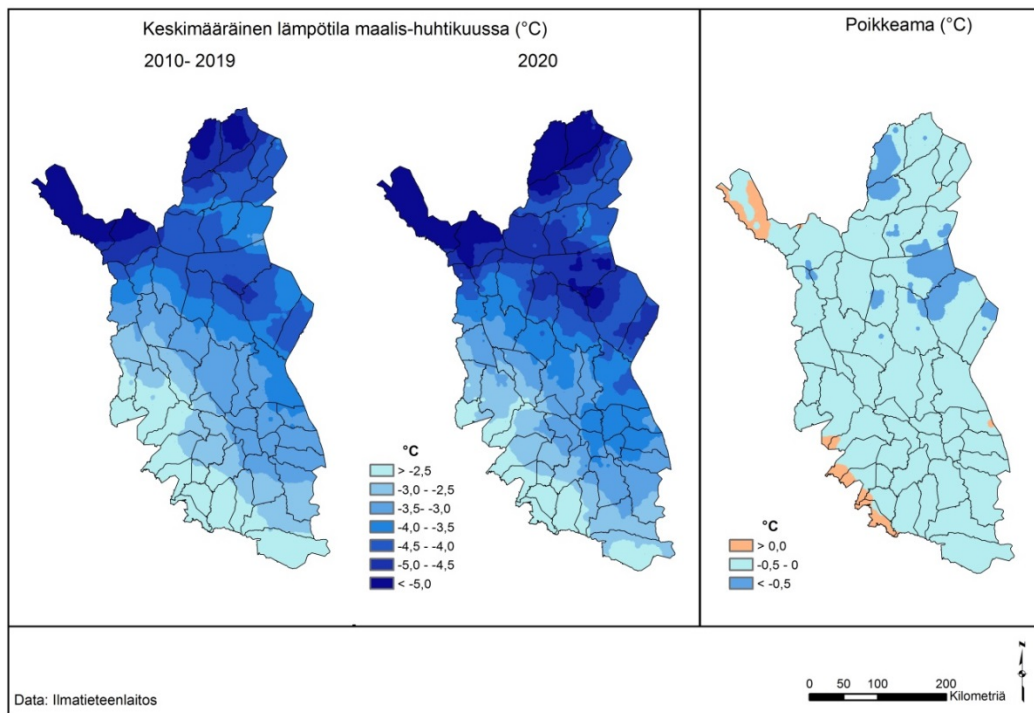 Keskimääräinen lämpötila maalis-huhtikuussa (°C)
2010- 2019
2020
°C
> -2,5
-3,0 - -2,5
-3,5- -3,0
-4,0 - -3,5
-4,5 - -4,0
-5,0 - -4,5
< -5,0
Poikkeama (°C)
°C
> 0,0
-0,5 - 0
< -0,5
Data: Ilmatieteenlaitos
0 50 100 200
Kilometriä
N